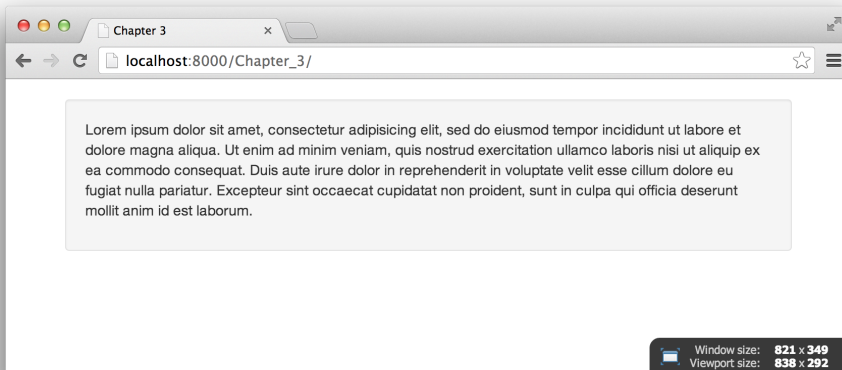 Chapter 3
localhost:8000/Chapter_3/
Lorem ipsum dolor sit amet, consectetur adipisicing elit, sed do eiusmod tempor incididunt ut labore et
dolore magna aliqua. Ut enim ad minim veniam, quis nostrud exercitation ullamco laboris nisi ut aliquip ex
ea commodo consequat. Duis aute irure dolor in reprehenderit in voluptate velit esse cillum dolore eu
fugiat nulla pariatur. Excepteur sint occaecat cupidatat non proident, sunt in culpa qui officia deserunt
mollit anim id est laborum.
Window size: 821 x 349
Viewport size: 838 x 292